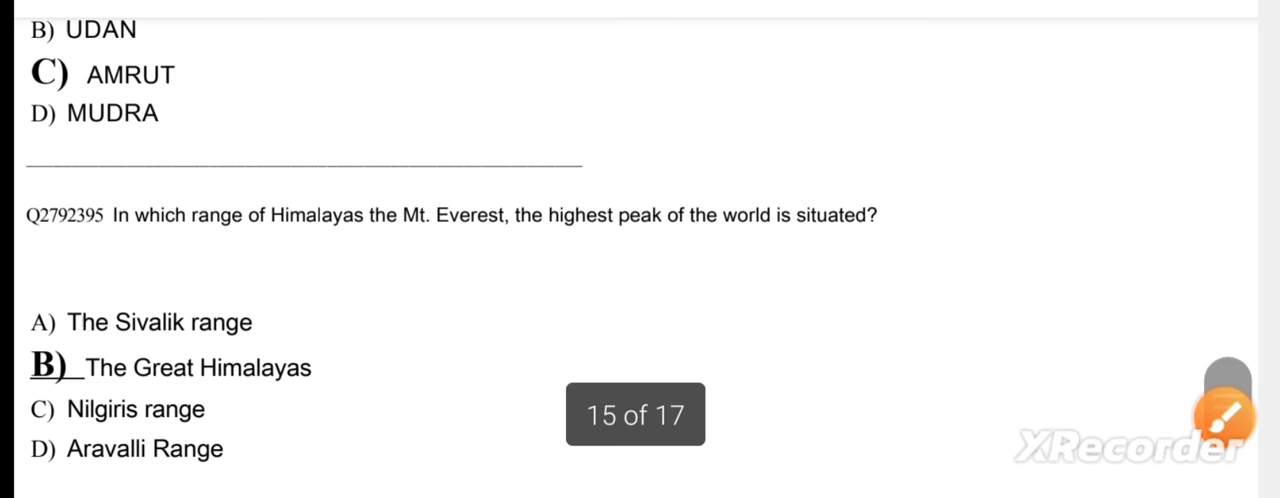 B) UDAN
C) AMRUT
D) MUDRA
Q2792395 In which range of Himalayas the Mt. Everest, the highest peak of the world is situated?
A) The Sivalik range
B) The Great Himalayas
C) Nilgiris range
15 of 17
D) Aravalli Range
XRecorder